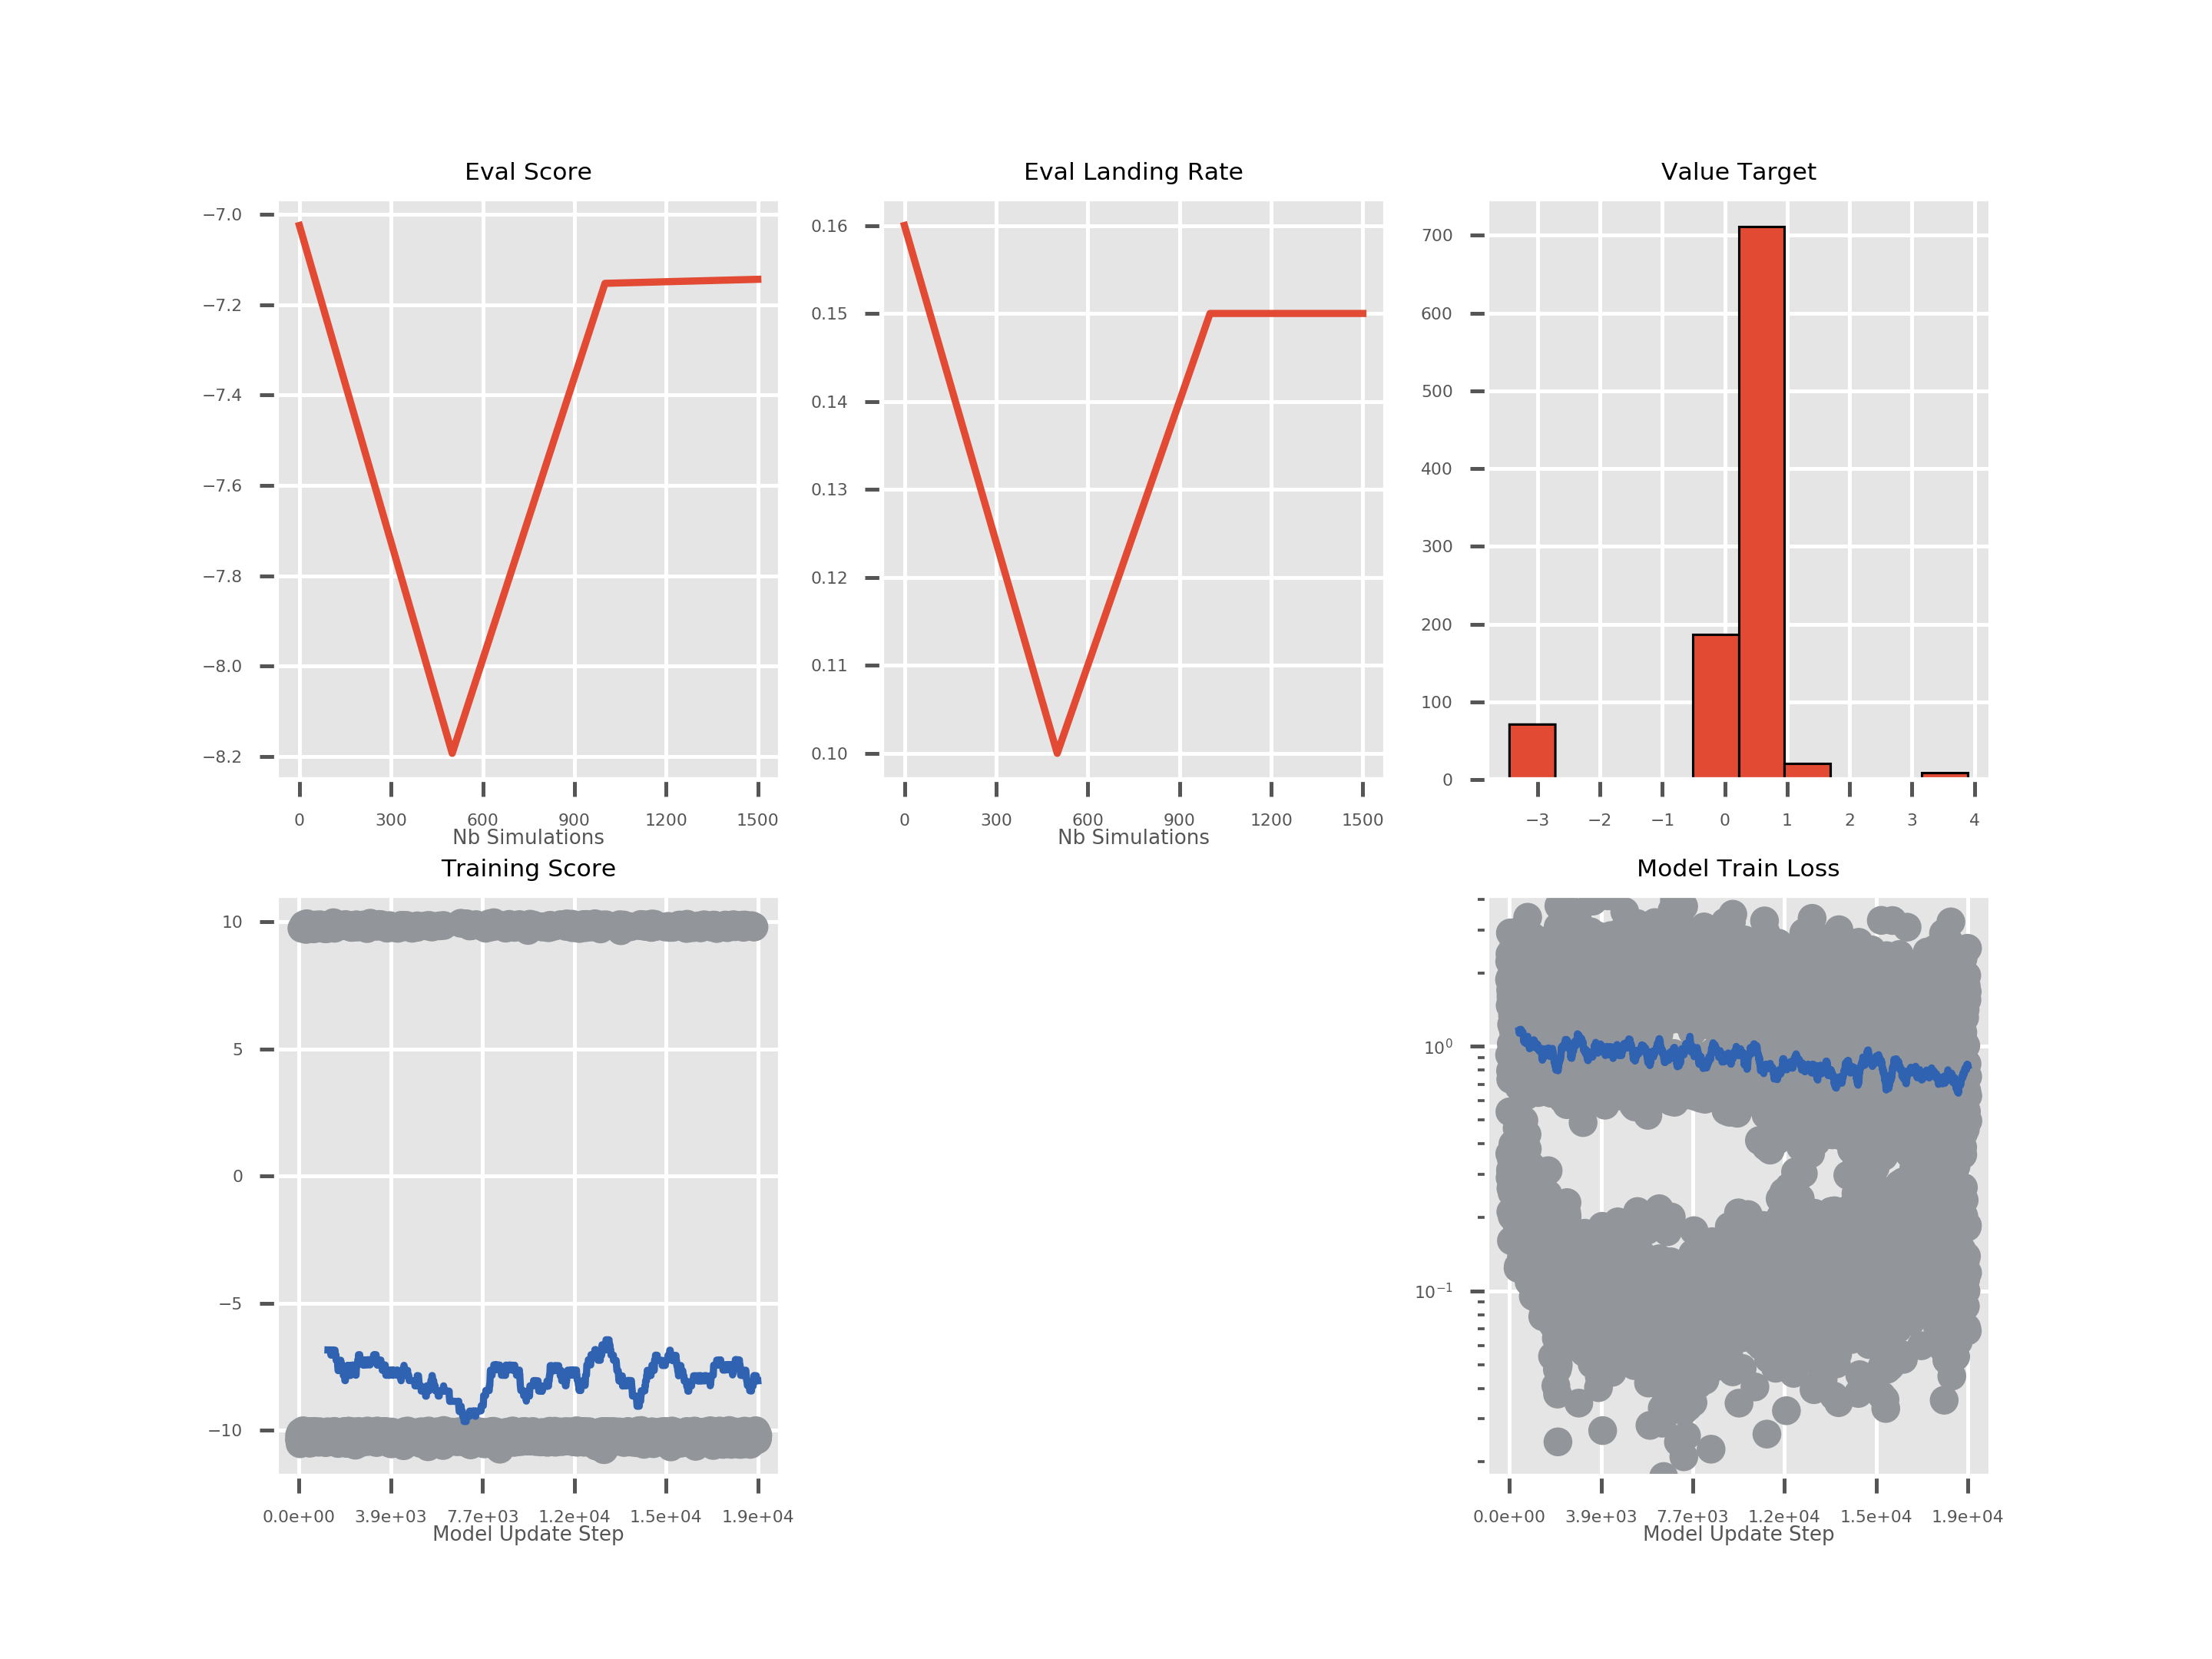 Eval Score
−7.0
−7.2
−7.4
−7.6
−7.8
−8.0
−8.2
0 300 600 900 1200 1500
Nb Simulations
Eval Landing Rate
0.16
0.15
0.14
0.13
0.12
0.11
0.10
0 300 600 900 1200 1500
Nb Simulations
Value Target
700
600
500
400
300
200
100
0
−3 −2 −1 0 1 2 3 4
Training Score
10
5
0
−5
−10
0.0e+00 3.9e+03 7.7e+03 1.2e+04 1.5e+04 1.9e+04
Model Update Step
Model Train Loss
10⁰
10⁻¹
0.0e+00 3.9e+03 7.7e+03 1.2e+04 1.5e+04 1.9e+04
Model Update Step